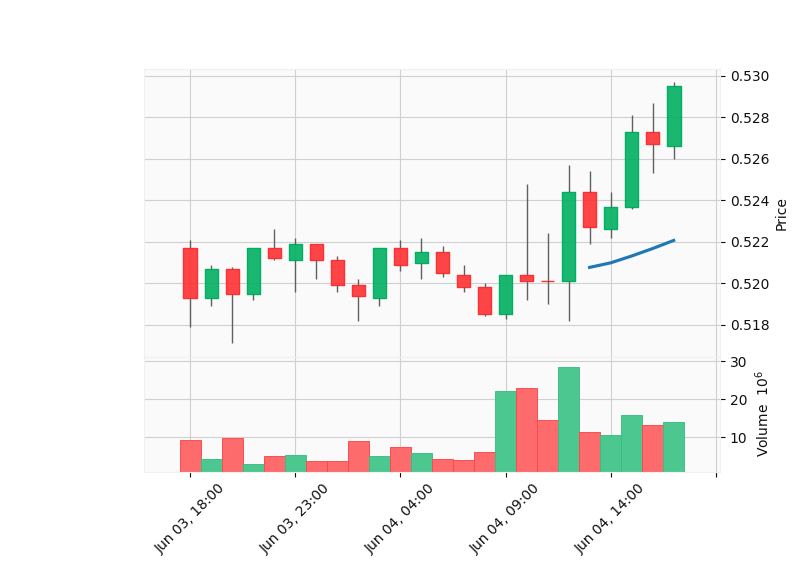 0.530
0.528
0.526
0.524
0.522
0.520
0.518
Price
30
20
10
Volume 10^6
Jun 03, 18:00
Jun 03, 23:00
Jun 04, 04:00
Jun 04, 09:00
Jun 04, 14:00